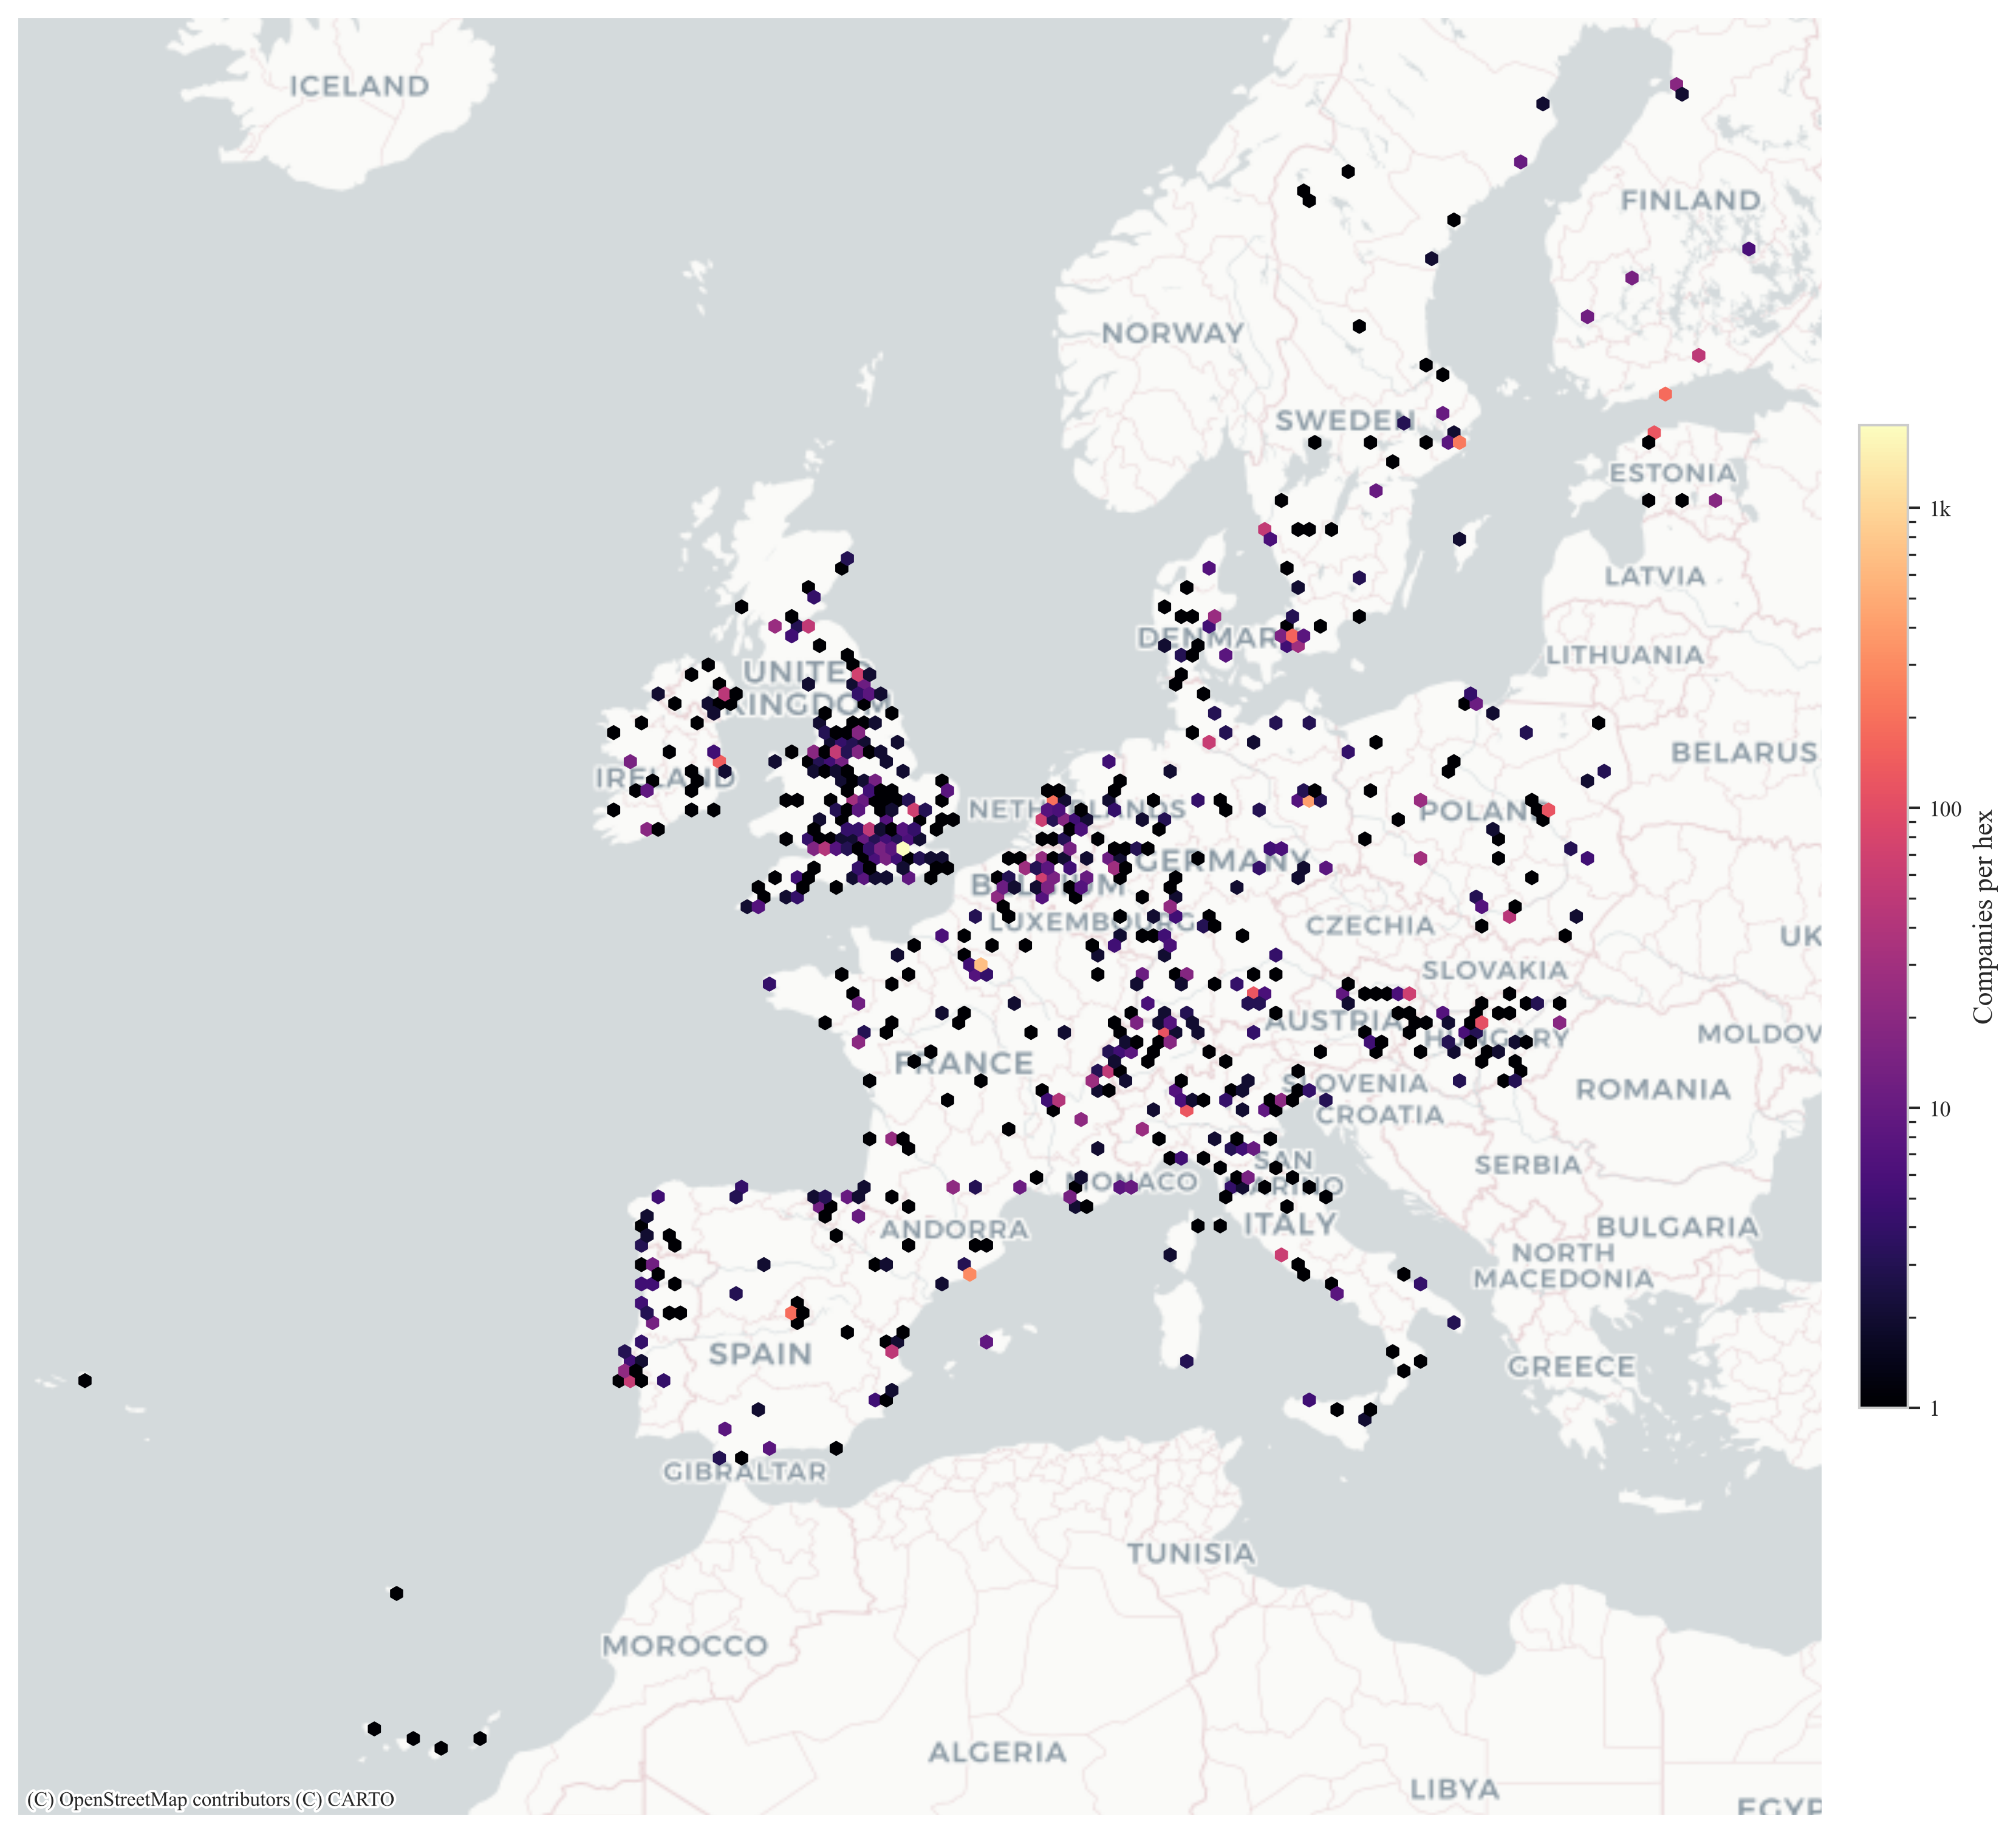 ICELAND
FINLAND
NORWAY
SWEDEN
ESTONIA
LATVIA
DENMARK
LITHUANIA
UNITED
KINGDOM
BELARUS
IRELAND
NETHERLANDS
POLAND
GERMANY
BELGIUM
LUXEMBOURG
CZECHIA
UK
SLOVAKIA
AUSTRIA
HUNGARY
MOLDOV
FRANCE
SLOVENIA
ROMANIA
CROATIA
SAN
MARINO
SERBIA
MONACO
ANDORRA
ITALY
BULGARIA
NORTH
MACEDONIA
SPAIN
GREECE
GIBRALTAR
TUNISIA
MOROCCO
ALGERIA
LIBYA
EGYP
(C) OpenStreetMap contributors (C) CARTO
1k
100
10
1
Companies per hex